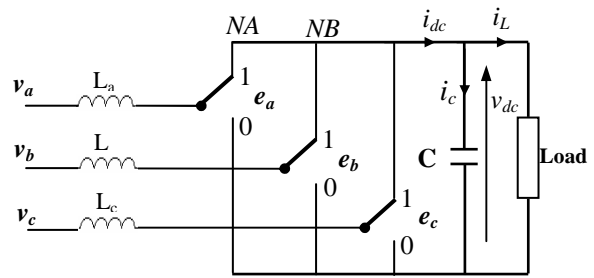 NA NB i_dc i_L
v_a L_a 1 e_a 0
i_c v_dc
v_b L 1 e_b 0 C Load
v_c L_c 1 e_c 0